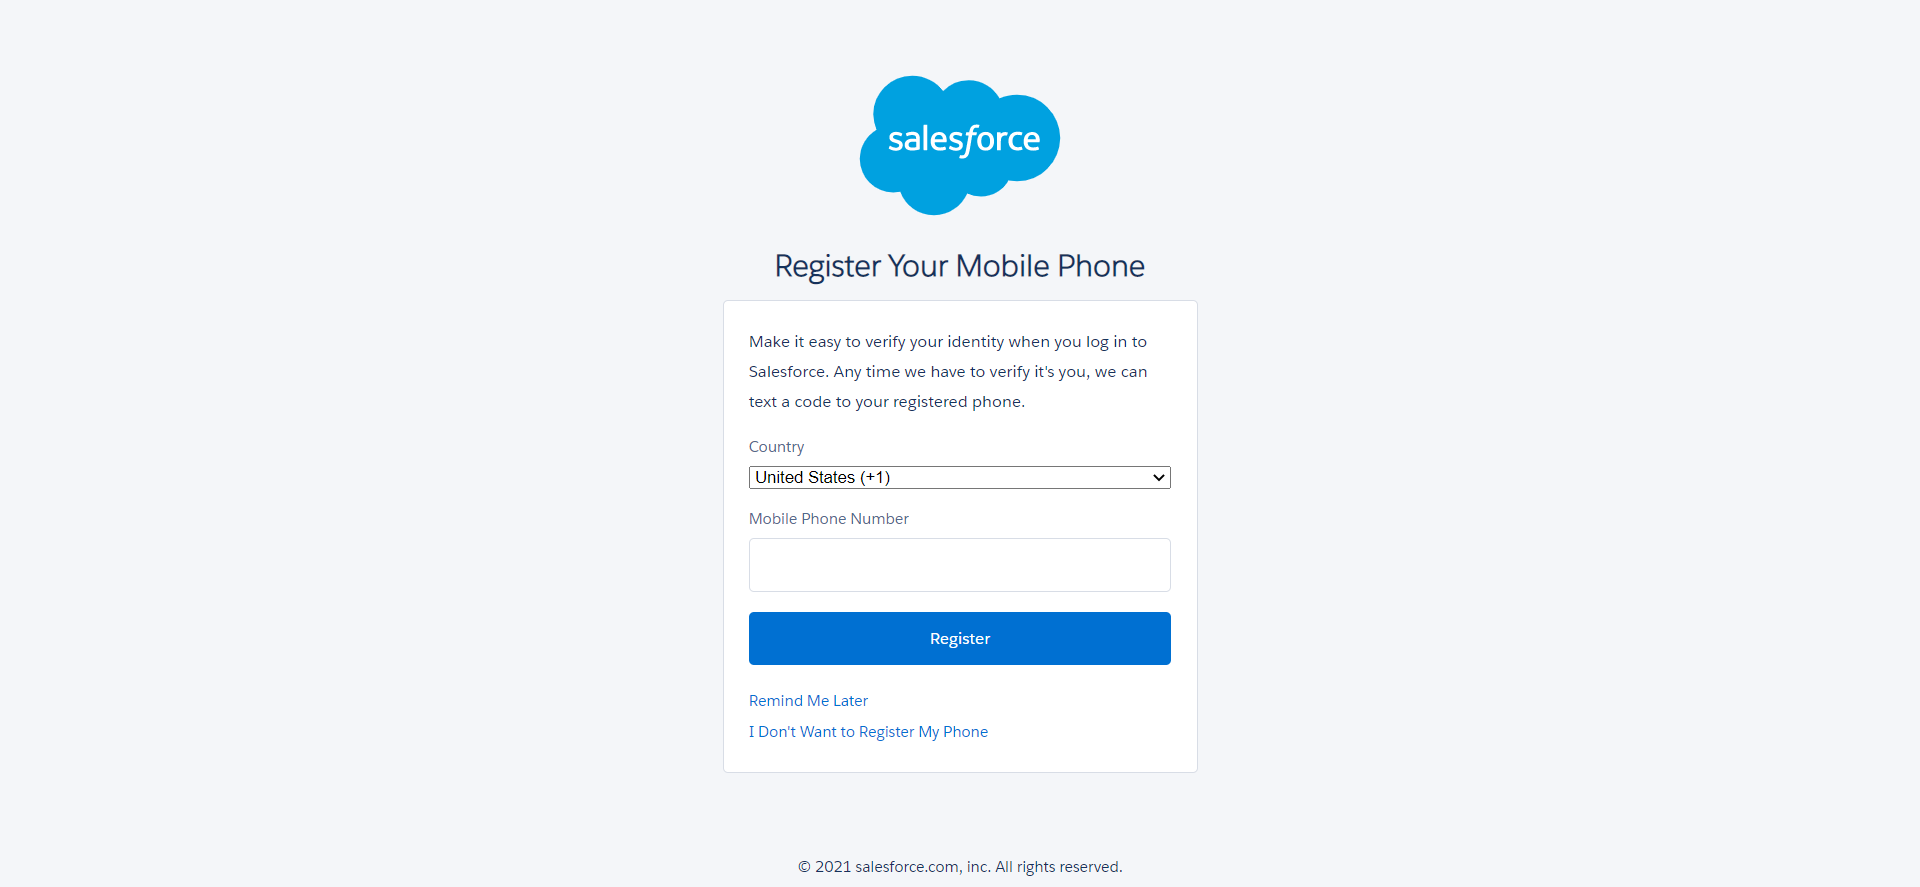 salesforce
Register Your Mobile Phone
Make it easy to verify your identity when you log in to
Salesforce. Any time we have to verify it's you, we can
text a code to your registered phone.
Country
United States (+1)
Mobile Phone Number
Register
Remind Me Later
I Don't Want to Register My Phone
© 2021 salesforce.com, inc. All rights reserved.